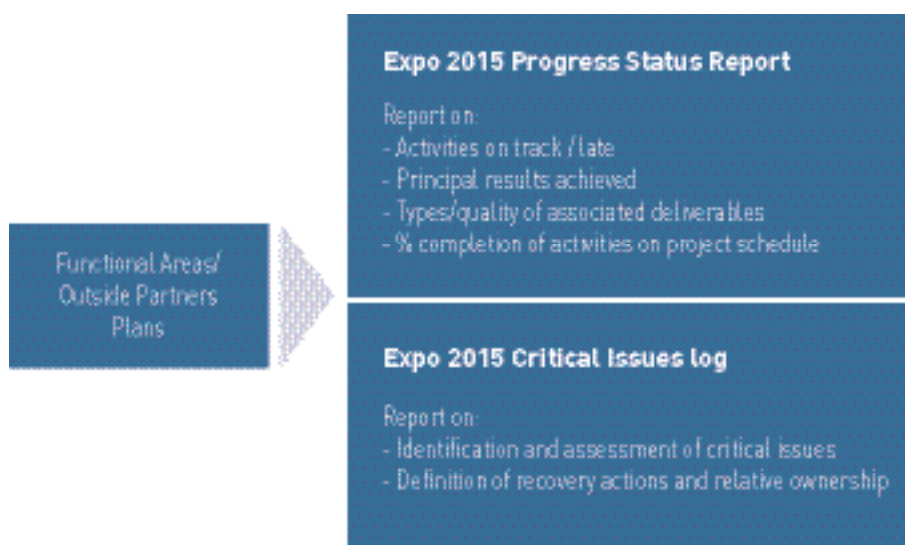 Functional Areas/
Outside Partners
Plans
Expo 2015 Progress Status Report
Report on:
- Activities on track / late
- Principal results achieved
- Types/quality of associated deliverables
- % completion of activities on project schedule
Expo 2015 Critical Issues log
Report on:
- Identification and assessment of critical issues
- Definition of recovery actions and relative ownership